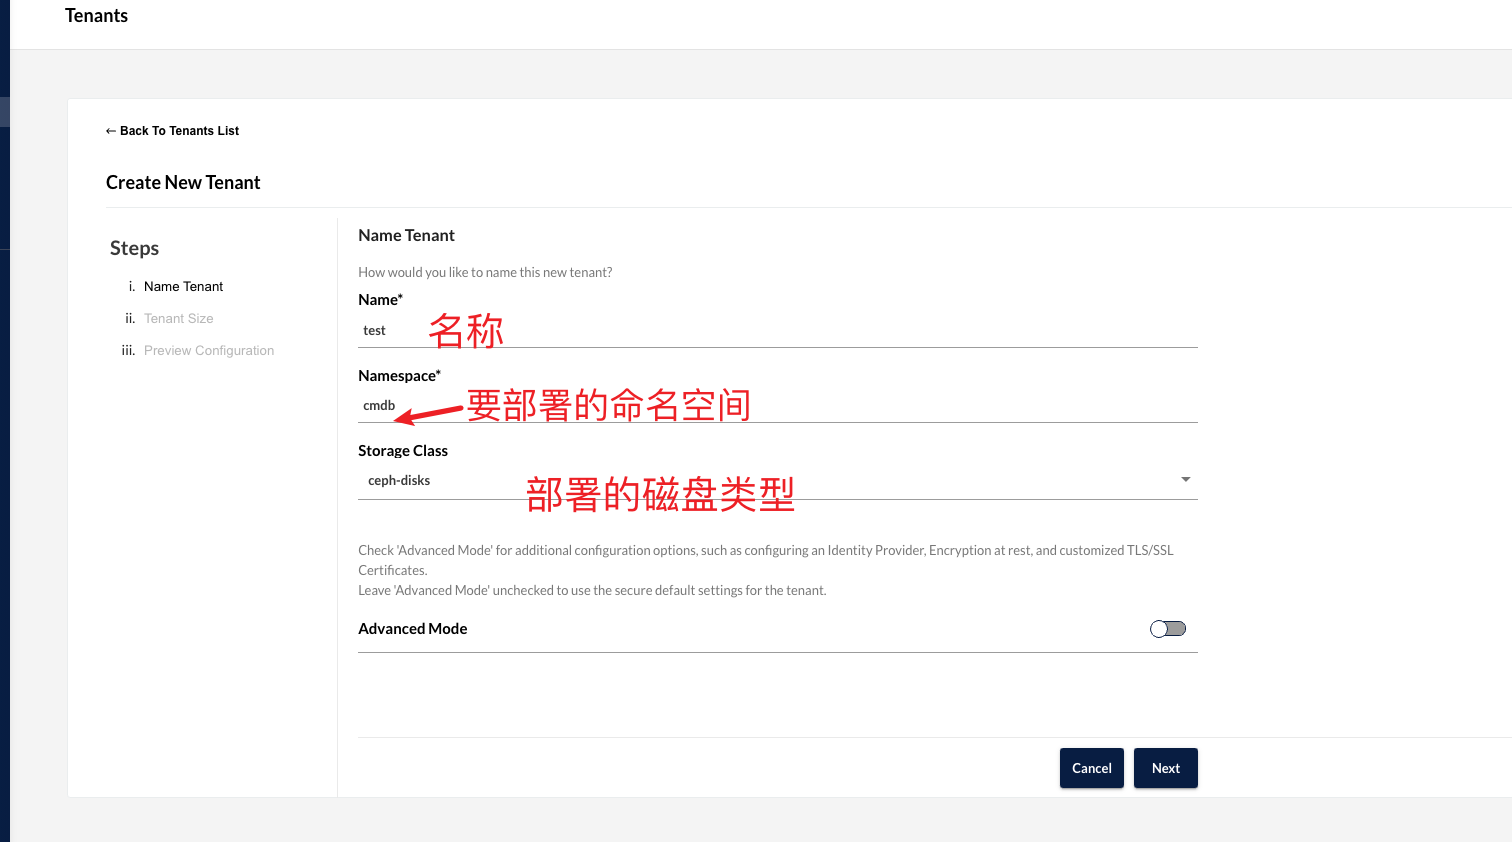 Tenants
← Back To Tenants List
Create New Tenant
Steps
i. Name Tenant
ii. Tenant Size
iii. Preview Configuration
Name Tenant
How would you like to name this new tenant?
Name*
test 名称
Namespace*
cmdb 要部署的命名空间
Storage Class
ceph-disks 部署的磁盘类型
Check 'Advanced Mode' for additional configuration options, such as configuring an Identity Provider, Encryption at rest, and customized TLS/SSL
Certificates.
Leave 'Advanced Mode' unchecked to use the secure default settings for the tenant.
Advanced Mode
Cancel Next